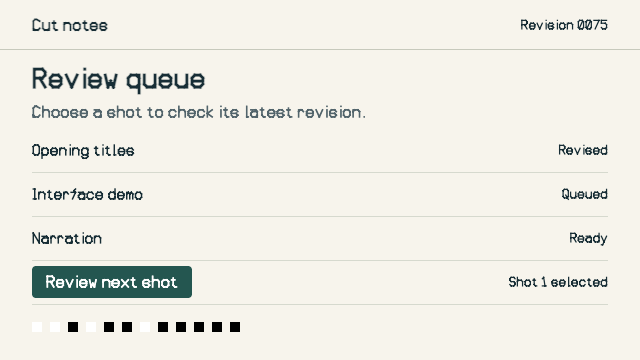 Cut notes
Revision 0075
Review queue
Choose a shot to check its latest revision.
Opening titles
Revised
Interface demo
Queued
Narration
Ready
Review next shot
Shot 1 selected